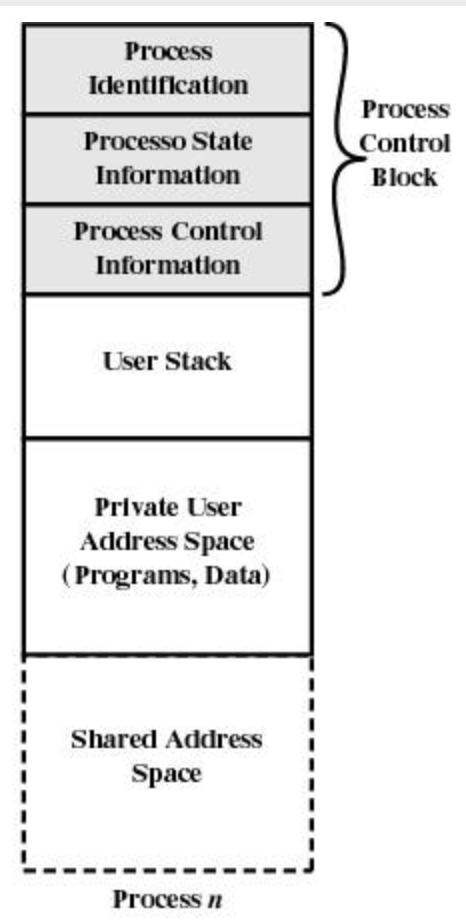 Process
Identification
Processo State
Information
Process Control
Information
Process
Control
Block
User Stack
Private User
Address Space
(Programs, Data)
Shared Address
Space
Process n